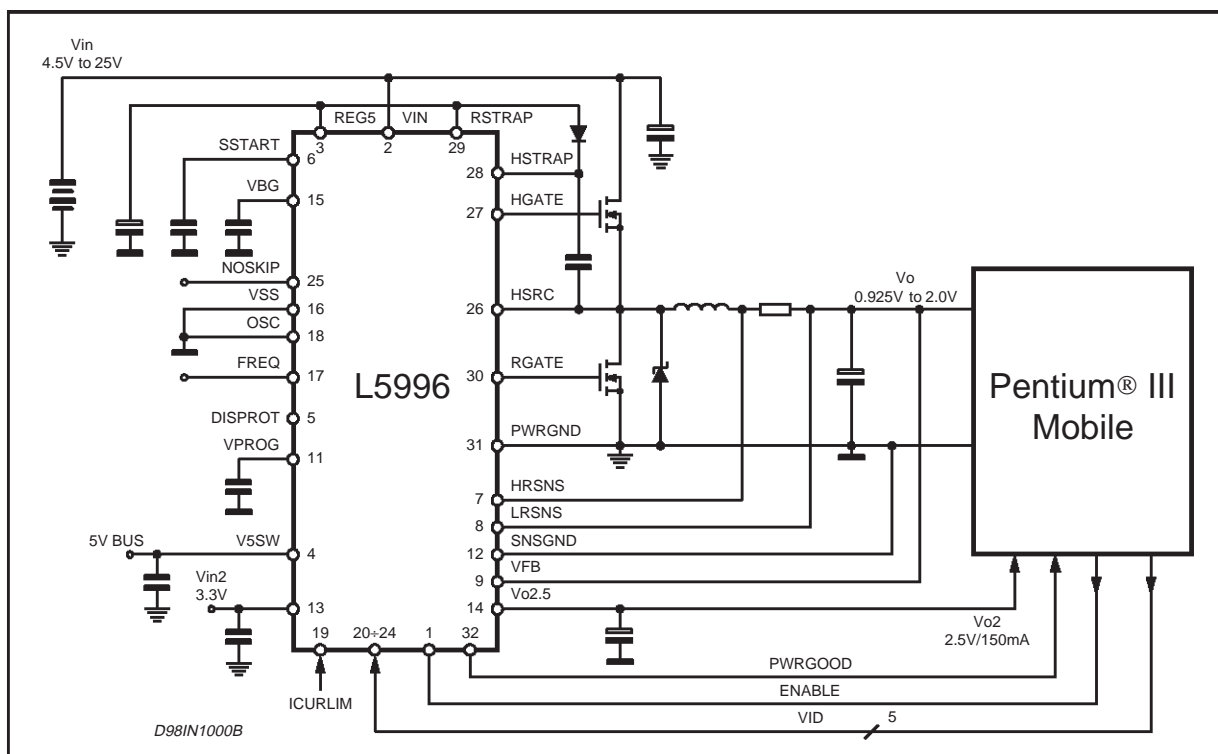 Vin
4.5V to 25V
REG5 VIN RSTRAP
3 2 29
SSTART
6
VBG
15
NOSKIP
25
VSS
16
OSC
18
FREQ
17
DISPROT
5
VPROG
11
5V BUS V5SW
4
Vin2
3.3V
13
L5996
28 HSTRAP
27 HGATE
26 HSRC
30 RGATE
31 PWRGND
7 HRSNS
8 LRSNS
12 SNSGND
9 VFB
14 Vo2.5
19 20÷24 1 32
Vo
0.925V to 2.0V
Pentium® III
Mobile
Vo2
2.5V/150mA
PWRGOOD
ENABLE
ICURLIM
VID 5
D98IN1000B